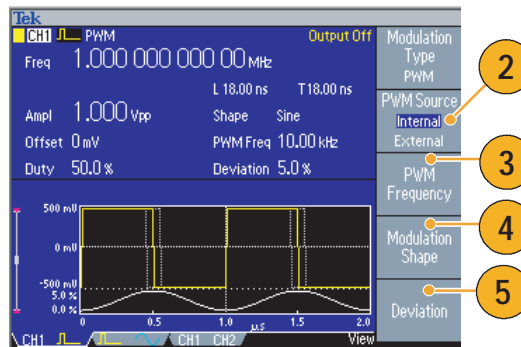 Tek
CH1 PWM Output Off
Freq 1.000 000 000 00 MHz
L 18.00 ns T 18.00 ns
Ampl 1.000 Vpp Shape Sine
Offset 0 mV PWM Freq 10.00 kHz
Duty 50.0 % Deviation 5.0 %
500 mV
0 mV
-500 mV
5.0 %
0.0 %
0 0.5 1.0 1.5 2.0
µs
CH1 CH1 CH2 View
Modulation
Type
PWM
PWM Source
Internal
External
2
PWM
Frequency
3
Modulation
Shape
4
Deviation
5